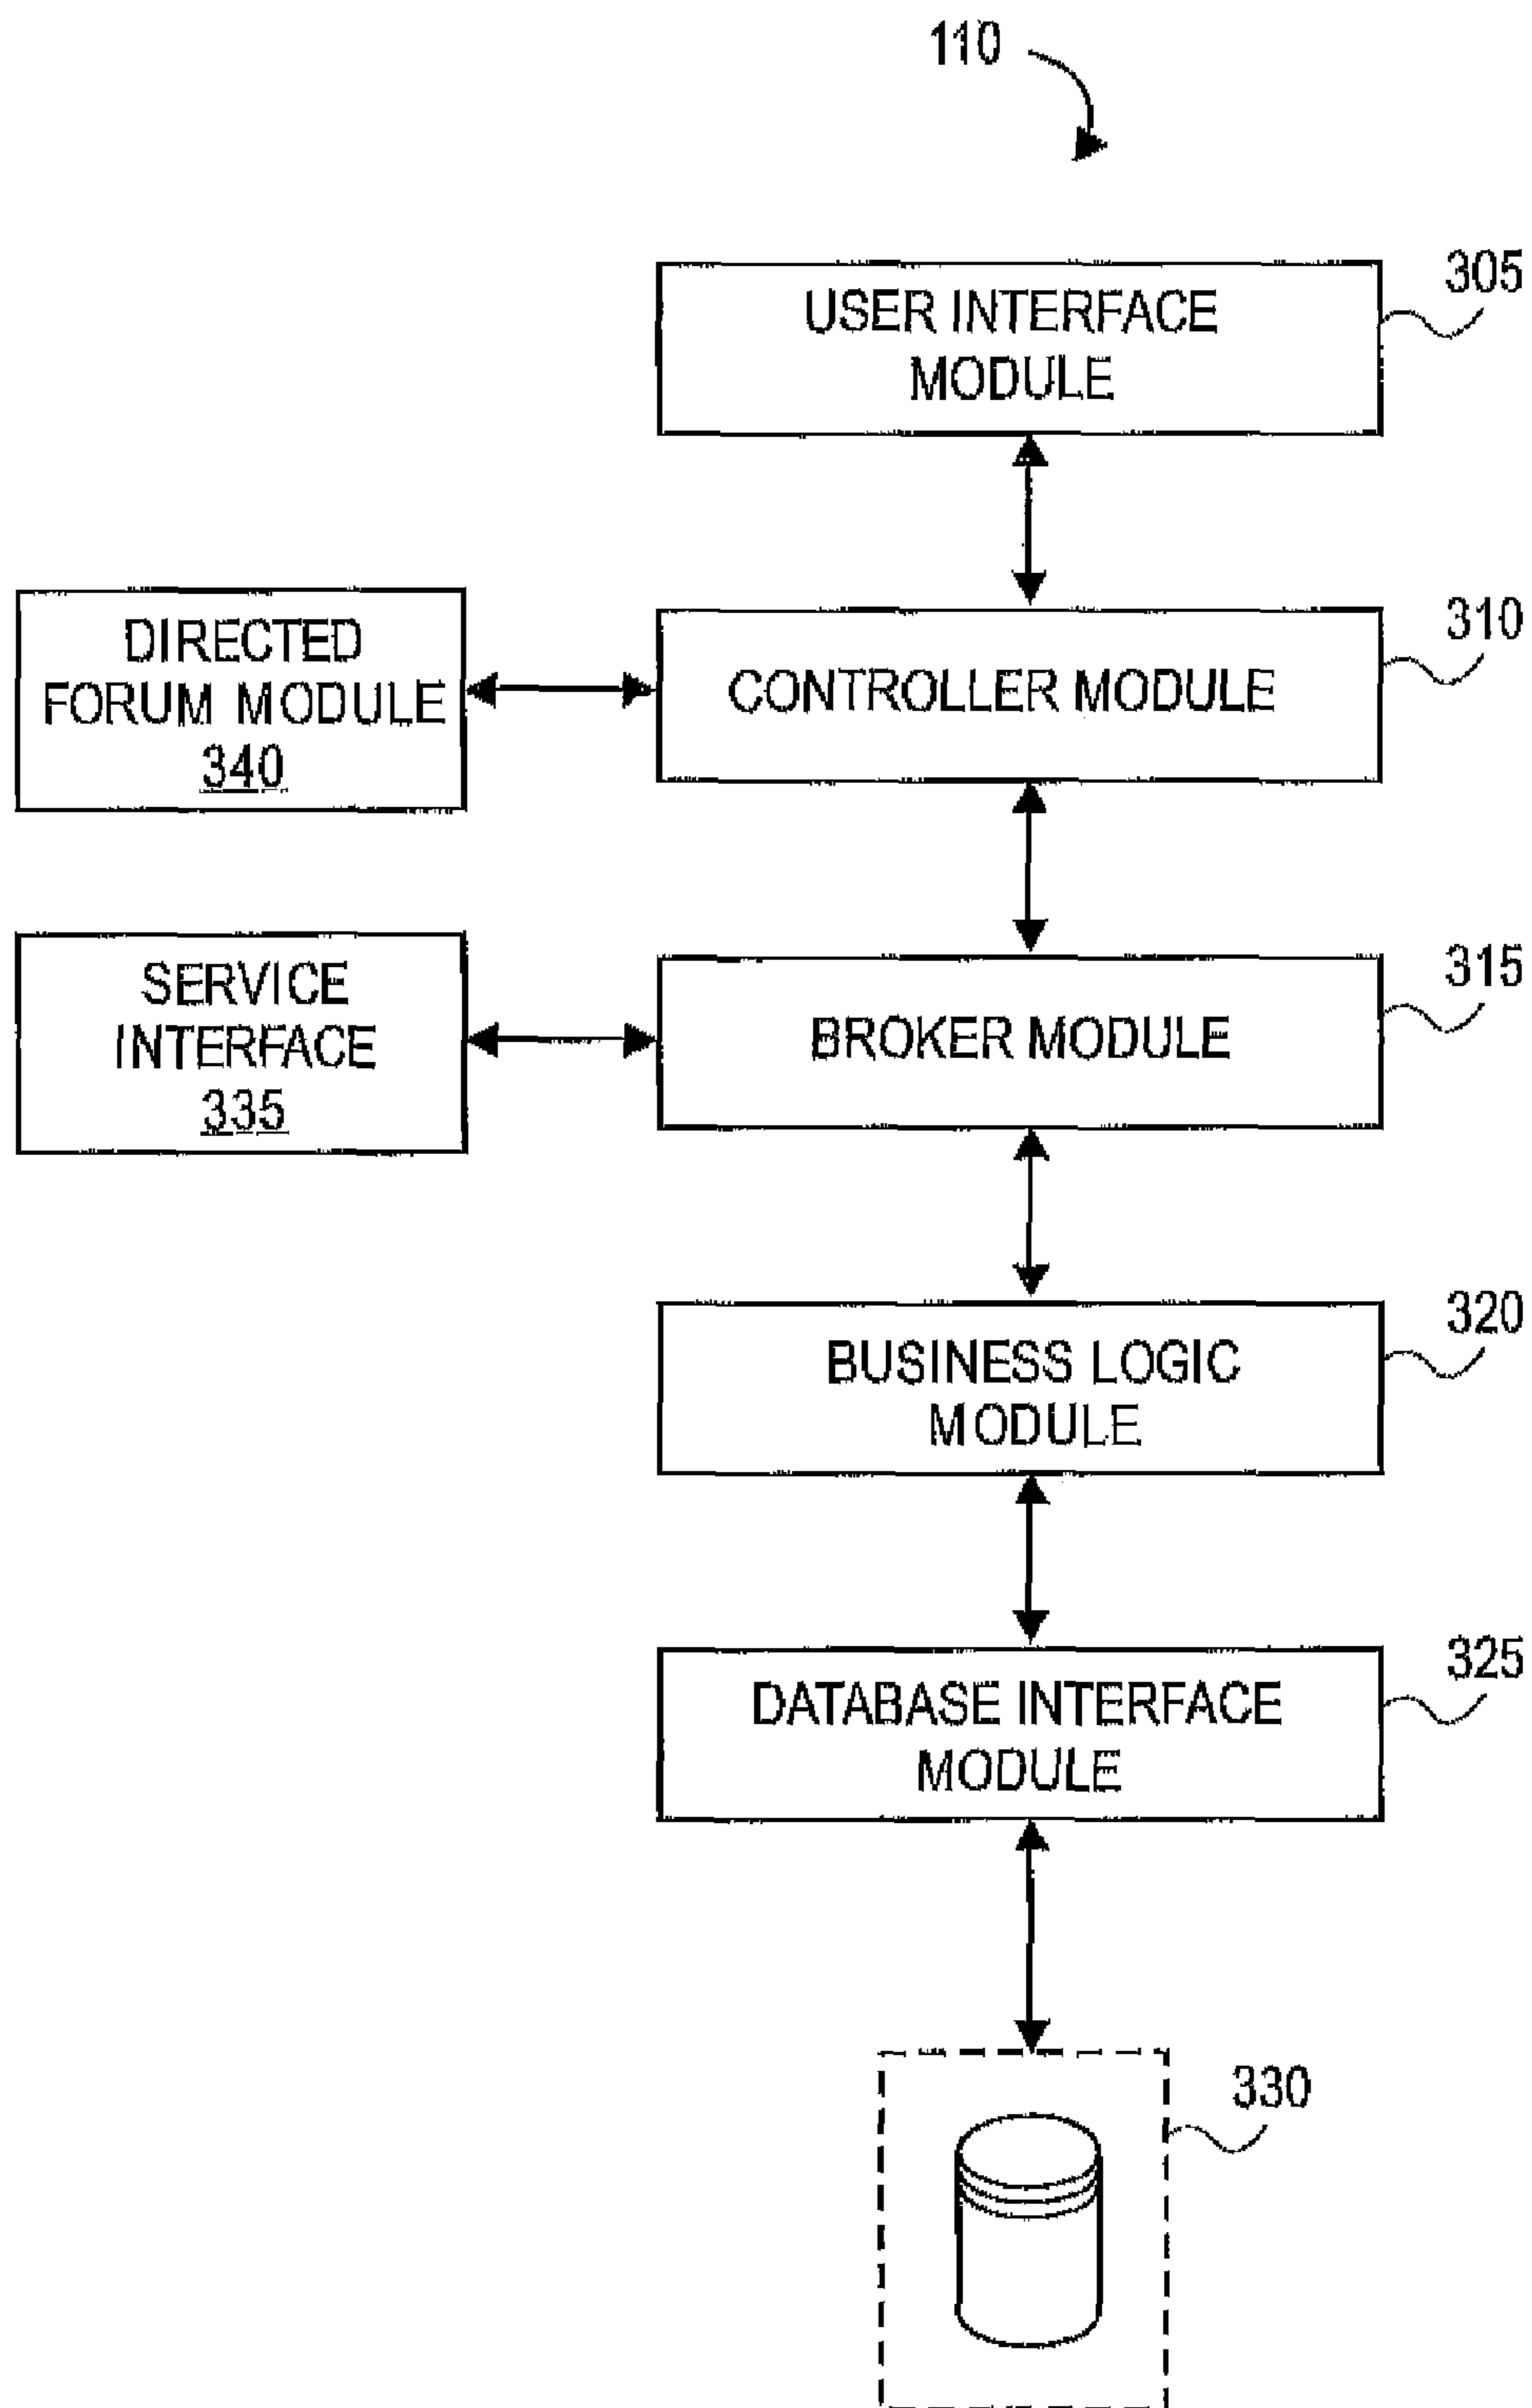 110
USER INTERFACE
MODULE
305
DIRECTED
FORUM MODULE
340
CONTROLLER MODULE
310
SERVICE
INTERFACE
335
BROKER MODULE
315
BUSINESS LOGIC
MODULE
320
DATABASE INTERFACE
MODULE
325
330